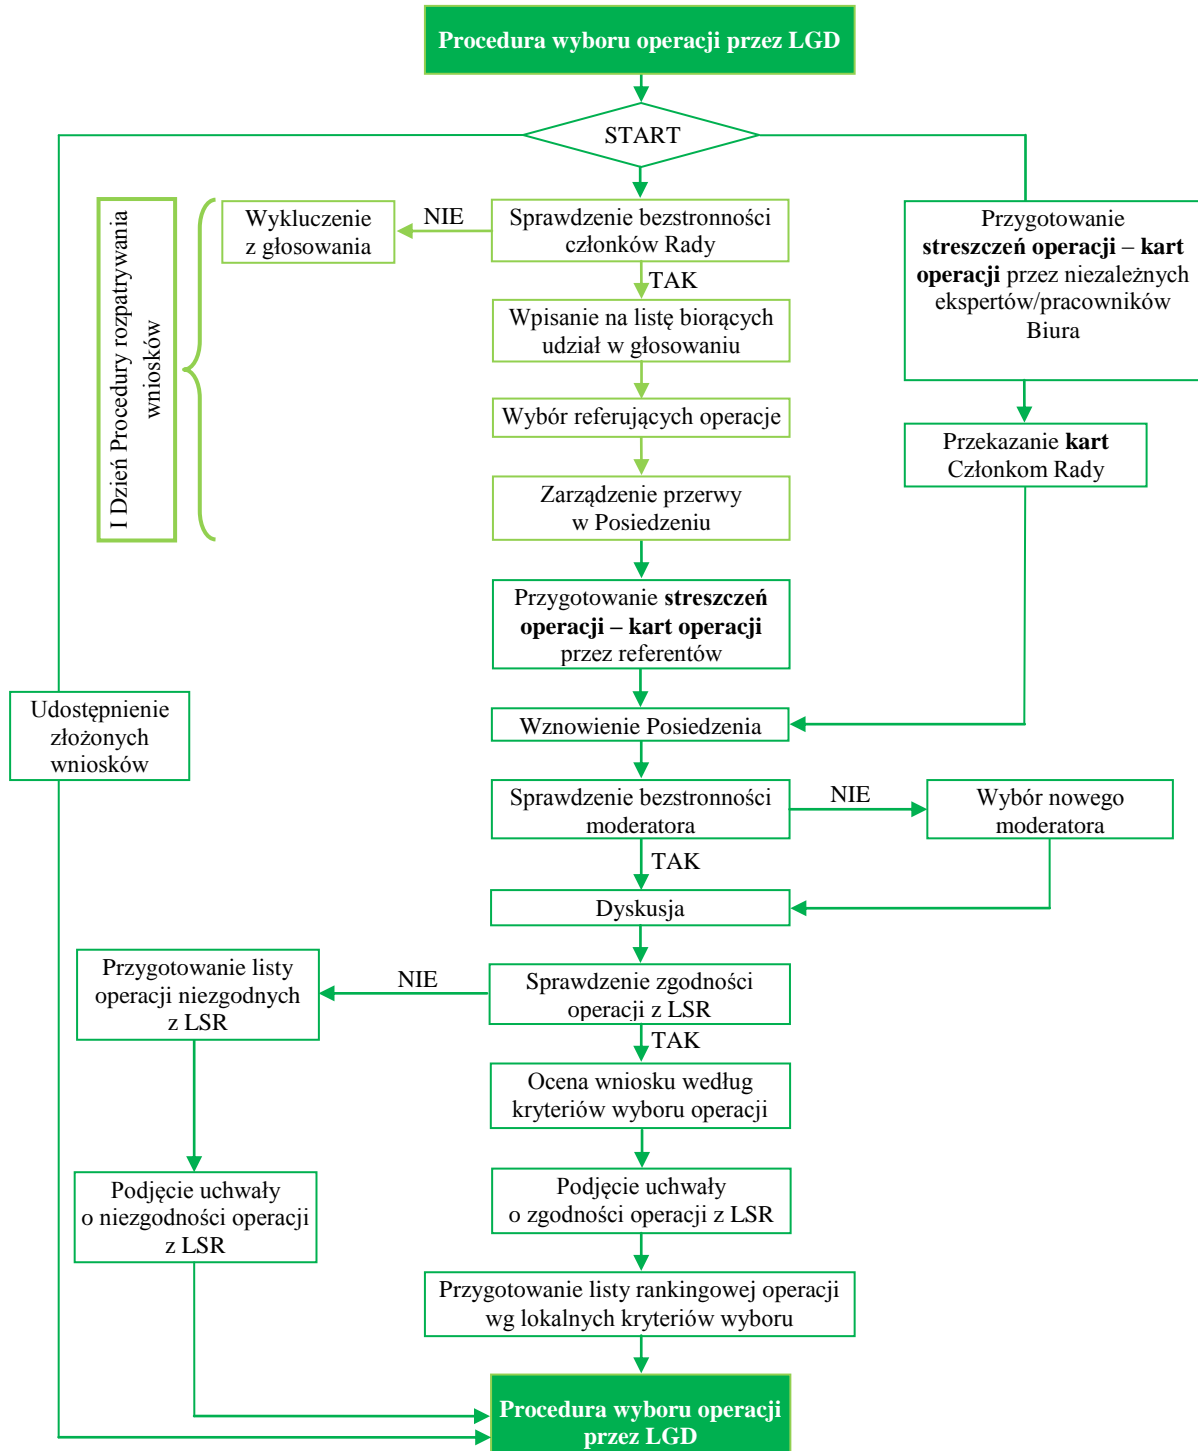 Procedura wyboru operacji przez LGD
START
I Dzień Procedury rozpatrywania
wniosków
Wykluczenie
z głosowania
NIE
Sprawdzenie bezstronności
członków Rady
TAK
Wpisanie na listę biorących
udział w głosowaniu
Wybór referujących operacje
Zarządzenie przerwy
w Posiedzeniu
Przygotowanie streszczeń
operacji – kart operacji
przez referentów
Przygotowanie
streszczeń operacji – kart
operacji przez niezależnych
ekspertów/pracowników
Biura
Przekazanie kart
Członkom Rady
Udostępnienie
złożonych
wniosków
Wznowienie Posiedzenia
Sprawdzenie bezstronności
moderatora
NIE
Wybór nowego
moderatora
TAK
Dyskusja
Sprawdzenie zgodności
operacji z LSR
NIE
Przygotowanie listy
operacji niezgodnych
z LSR
TAK
Ocena wniosku według
kryteriów wyboru operacji
Podjęcie uchwały
o niezgodności operacji
z LSR
Podjęcie uchwały
o zgodności operacji z LSR
Przygotowanie listy rankingowej operacji
wg lokalnych kryteriów wyboru
Procedura wyboru operacji
przez LGD